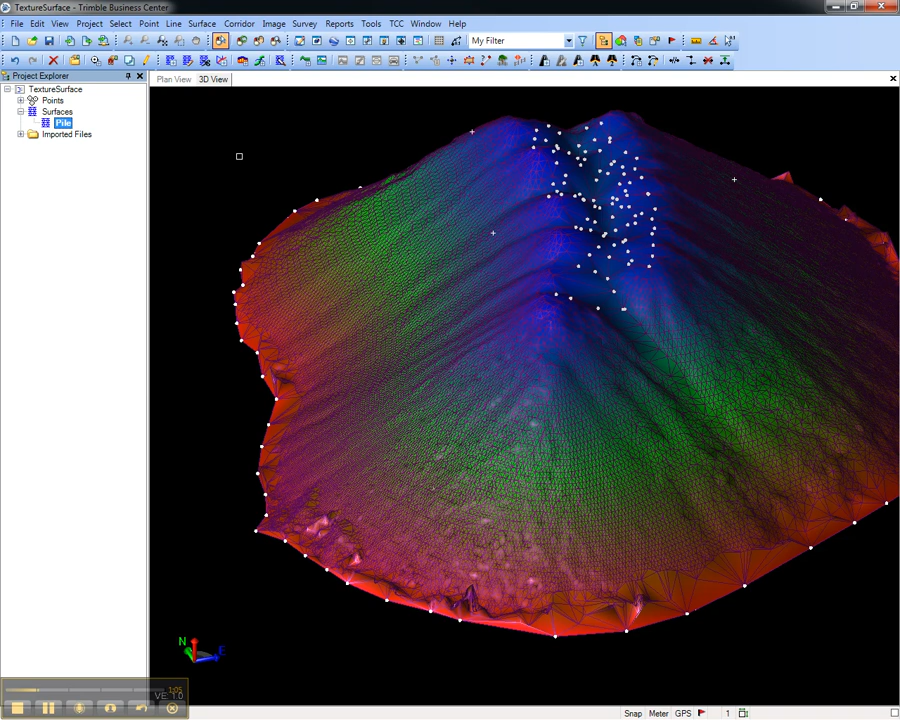 TextureSurface - Trimble Business Center
File Edit View Project Select Point Line Surface Corridor Image Survey Reports Tools TCC Window Help
My Filter
Project Explorer
Plan View 3D View
TextureSurface
Points
Surfaces
Pile
Imported Files
N
E
1:05
VE: 1.0
Snap Meter GPS 1